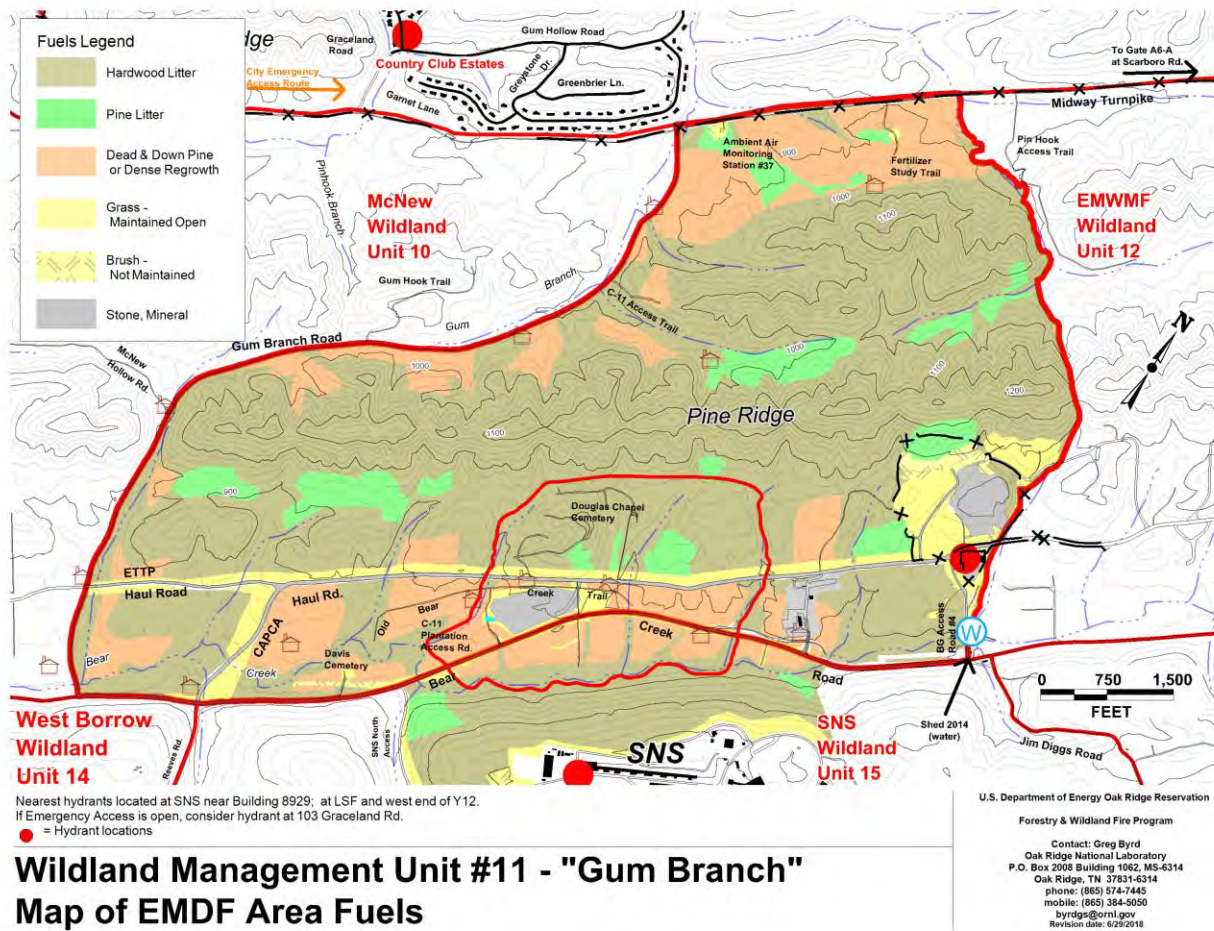 Fuels Legend
Hardwood Litter
Pine Litter
Dead & Down Pine
or Dense Regrowth
Grass -
Maintained Open
Brush -
Not Maintained
Stone, Mineral
dge
Graceland
Road
Gum Hollow Road
Country Club Estates
City Emergency
Access Route
Greystone Dr.
Greenbrier Ln.
Garnet Lane
To Gate A6-A
at Scarboro Rd.
Midway Turnpike
Pinhook Branch
Ambient Air
Monitoring
Station #37
900
Fertilizer
Study Trail
Pin Hook
Access Trail
McNew
Wildland
Unit 10
1000
1100
EMWMF
Wildland
Unit 12
Gum Hook Trail
Branch
Gum
C-11 Access Trail
Gum Branch Road
McNew
Hollow Rd.
1000
1000
1100
1200
N
Pine Ridge
1100
900
Douglas Chapel
Cemetery
ETTP
Haul Road
Haul Rd.
CAPCA
Old
Bear
Creek
Trail
C-11
Plantation
Access Rd.
Creek
Bear
Creek
Davis
Cemetery
Bear
Road
BG Access
Road #4
W
0 750 1,500
FEET
West Borrow
Wildland
Unit 14
Reeves Rd.
SNS North
Access
SNS
SNS
Wildland
Unit 15
Shed 2014
(water)
Jim Diggs Road
Nearest hydrants located at SNS near Building 8929; at LSF and west end of Y12.
If Emergency Access is open, consider hydrant at 103 Graceland Rd.
= Hydrant locations
Wildland Management Unit #11 - "Gum Branch"
Map of EMDF Area Fuels
U.S. Department of Energy Oak Ridge Reservation
Forestry & Wildland Fire Program
Contact: Greg Byrd
Oak Ridge National Laboratory
P.O. Box 2008 Building 1062, MS-6314
Oak Ridge, TN 37831-6314
phone: (865) 574-7445
mobile: (865) 384-5050
byrdgs@ornl.gov
Revision date: 6/29/2018